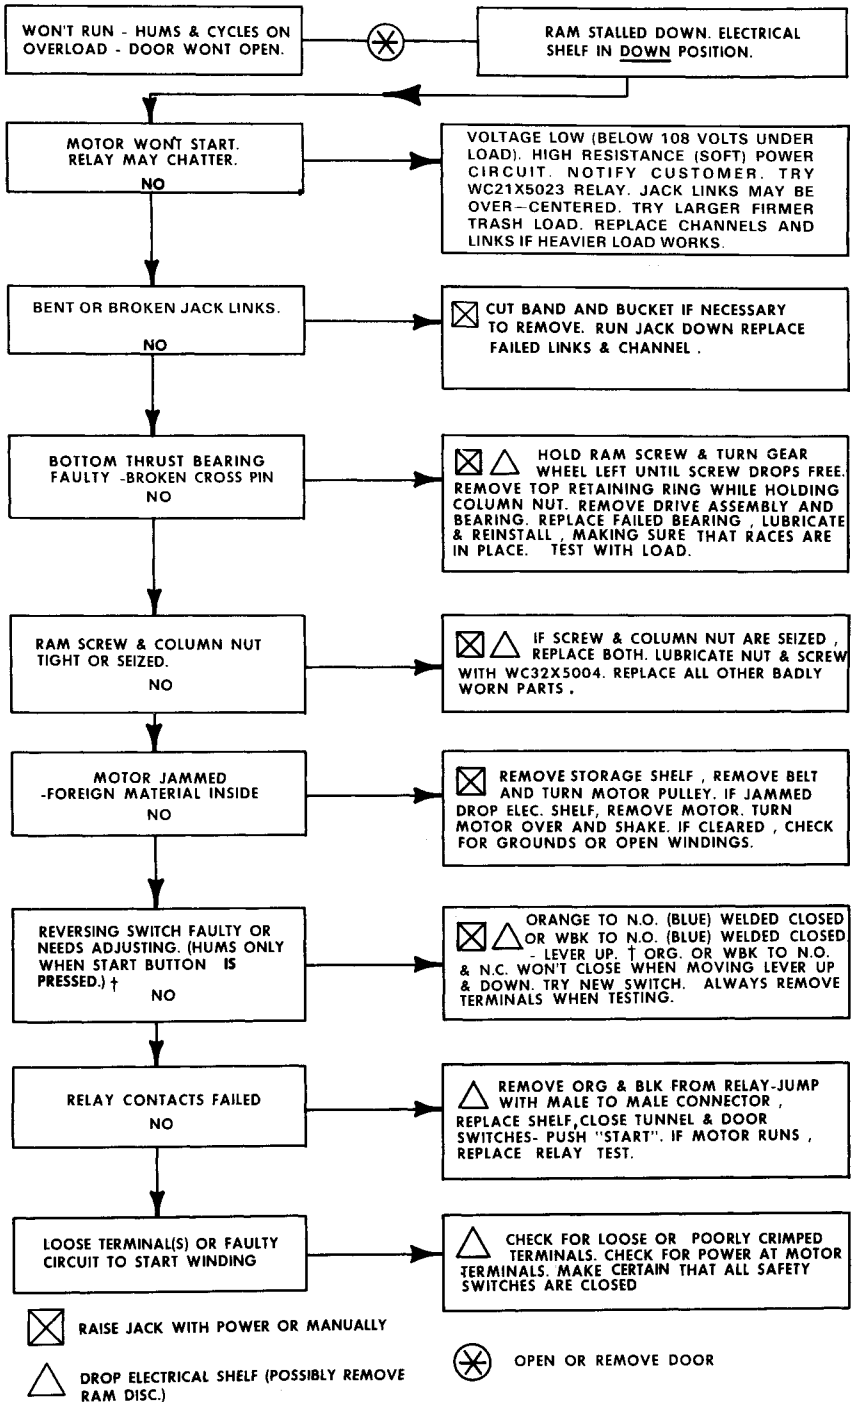 WON'T RUN - HUMS & CYCLES ON
OVERLOAD - DOOR WONT OPEN.
RAM STALLED DOWN. ELECTRICAL
SHELF IN DOWN POSITION.
MOTOR WON'T START.
RELAY MAY CHATTER.
NO
VOLTAGE LOW (BELOW 108 VOLTS UNDER
LOAD). HIGH RESISTANCE (SOFT) POWER
CIRCUIT. NOTIFY CUSTOMER. TRY
WC21X5023 RELAY. JACK LINKS MAY BE
OVER-CENTERED. TRY LARGER FIRMER
TRASH LOAD. REPLACE CHANNELS AND
LINKS IF HEAVIER LOAD WORKS.
BENT OR BROKEN JACK LINKS.
NO
CUT BAND AND BUCKET IF NECESSARY
TO REMOVE. RUN JACK DOWN REPLACE
FAILED LINKS & CHANNEL .
BOTTOM THRUST BEARING
FAULTY -BROKEN CROSS PIN
NO
HOLD RAM SCREW & TURN GEAR
WHEEL LEFT UNTIL SCREW DROPS FREE.
REMOVE TOP RETAINING RING WHILE HOLDING
COLUMN NUT. REMOVE DRIVE ASSEMBLY AND
BEARING. REPLACE FAILED BEARING , LUBRICATE
& REINSTALL , MAKING SURE THAT RACES ARE
IN PLACE. TEST WITH LOAD.
RAM SCREW & COLUMN NUT
TIGHT OR SEIZED.
NO
IF SCREW & COLUMN NUT ARE SEIZED ,
REPLACE BOTH. LUBRICATE NUT & SCREW
WITH WC32X5004. REPLACE ALL OTHER BADLY
WORN PARTS .
MOTOR JAMMED
-FOREIGN MATERIAL INSIDE
NO
REMOVE STORAGE SHELF , REMOVE BELT
AND TURN MOTOR PULLEY. IF JAMMED
DROP ELEC. SHELF, REMOVE MOTOR. TURN
MOTOR OVER AND SHAKE. IF CLEARED , CHECK
FOR GROUNDS OR OPEN WINDINGS.
REVERSING SWITCH FAULTY OR
NEEDS ADJUSTING. (HUMS ONLY
WHEN START BUTTON IS
PRESSED.) †
NO
ORANGE TO N.O. (BLUE) WELDED CLOSED
OR WBK TO N.O. (BLUE) WELDED CLOSED
- LEVER UP. † ORG. OR WBK TO N.O.
& N.C. WON'T CLOSE WHEN MOVING LEVER UP
& DOWN. TRY NEW SWITCH. ALWAYS REMOVE
TERMINALS WHEN TESTING.
RELAY CONTACTS FAILED
NO
REMOVE ORG & BLK FROM RELAY-JUMP
WITH MALE TO MALE CONNECTOR ,
REPLACE SHELF,CLOSE TUNNEL & DOOR
SWITCHES- PUSH "START". IF MOTOR RUNS ,
REPLACE RELAY TEST.
LOOSE TERMINAL(S) OR FAULTY
CIRCUIT TO START WINDING
CHECK FOR LOOSE OR POORLY CRIMPED
TERMINALS. CHECK FOR POWER AT MOTOR
TERMINALS. MAKE CERTAIN THAT ALL SAFETY
SWITCHES ARE CLOSED
RAISE JACK WITH POWER OR MANUALLY
DROP ELECTRICAL SHELF (POSSIBLY REMOVE
RAM DISC.)
OPEN OR REMOVE DOOR